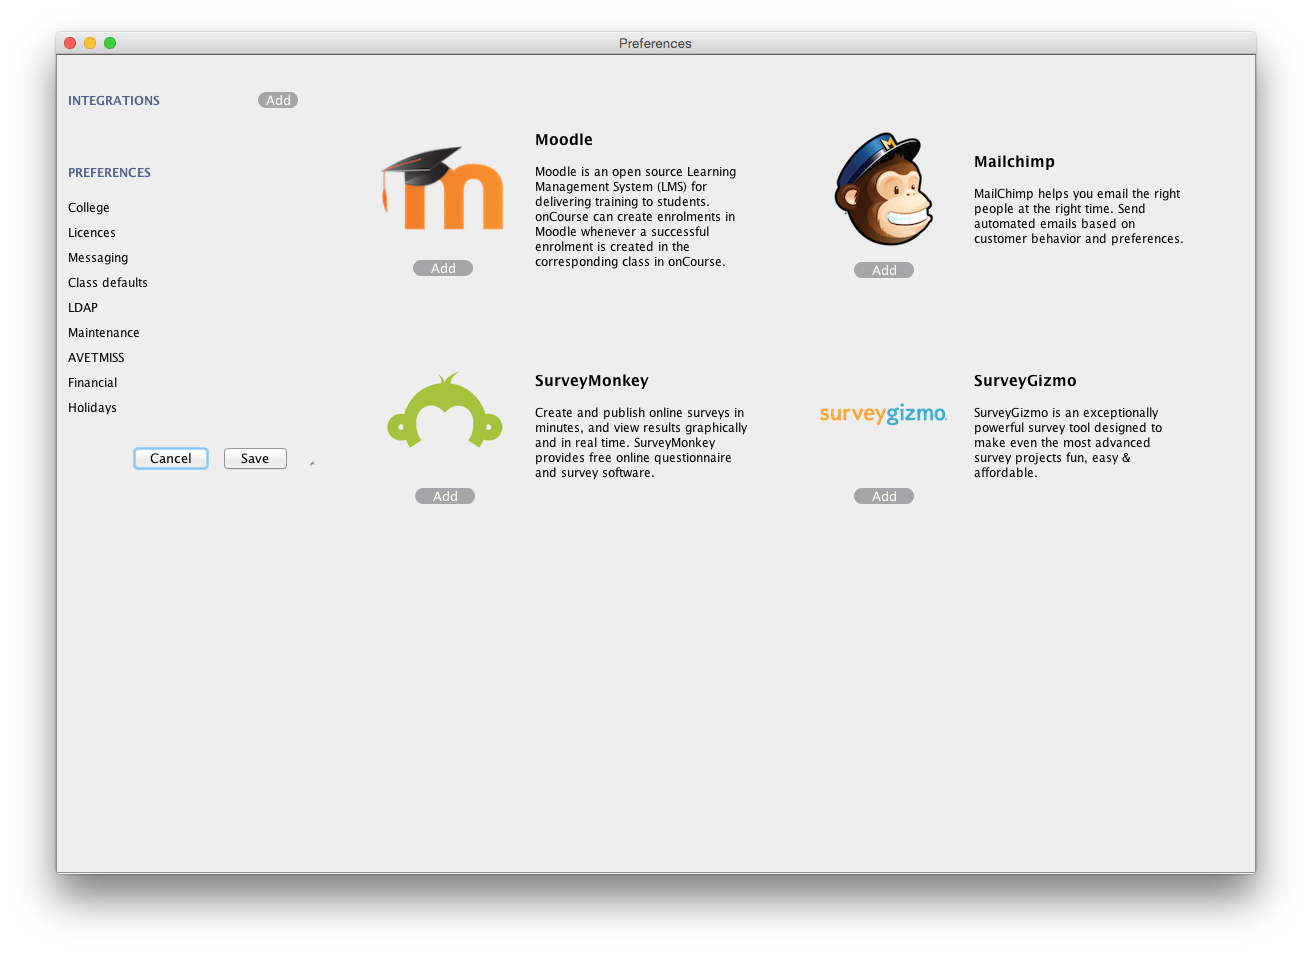 Preferences
INTEGRATIONS
Add
PREFERENCES
College
Licences
Messaging
Class defaults
LDAP
Maintenance
AVETMISS
Financial
Holidays
Cancel
Save
m
Add
Moodle
Moodle is an open source Learning
Management System (LMS) for
delivering training to students.
onCourse can create enrolments in
Moodle whenever a successful
enrolment is created in the
corresponding class in onCourse.
M
Add
Mailchimp
MailChimp helps you email the right
people at the right time. Send
automated emails based on
customer behavior and preferences.
Add
SurveyMonkey
Create and publish online surveys in
minutes, and view results graphically
and in real time. SurveyMonkey
provides free online questionnaire
and survey software.
surveygizmo
Add
SurveyGizmo
SurveyGizmo is an exceptionally
powerful survey tool designed to
make even the most advanced
survey projects fun, easy &
affordable.